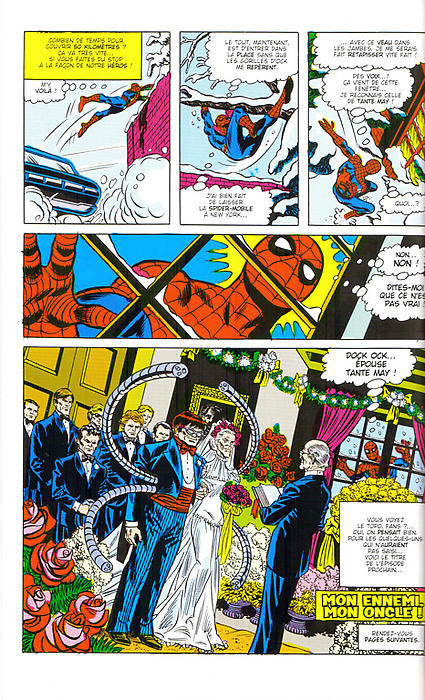 COMBIEN DE TEMPS POUR
COUVRIR 50 KILOMÈTRES ?
ÇA VA TRÈS VITE...
SI VOUS FAITES DU STOP
À LA FAÇON DE NOTRE HÉROS !
MY
VOILÀ !
LE TOUT, MAINTENANT,
EST D'ENTRER DANS
LA PLACE SANS QUE
LES GORILLES D'OCK
ME REPÈRENT.
J'AI BIEN FAIT
DE LAISSER
LA SPIDER-MOBILE
À NEW YORK...
... AVEC CE VEAU DANS
LES JAMBES, JE ME SERAIS
FAIT RETAPISSER VITE FAIT !
DES VOIX... !
ÇA VIENT DE CETTE
FENÊTRE...
JE RECONNAIS CELLE
DE TANTE MAY !
QUOI...?
NON...
NON !
DITES-MOI
QUE CE N'ES
PAS VRAI !
DOCK OCK...
ÉPOUSE
TANTE MAY !
VOUS VOYEZ
LE TOPO, FANS ?...
OUI, ON PENSAIT BIEN.
POUR LES QUELQUES-UNS
QUI N'AURAIENT
PAS SAISI...
VOICI LE TITRE
DE L'ÉPISODE
PROCHAIN...
MON ENNEMI
MON ONCLE !
RENDEZ-VOUS
PAGES SUIVANTES.